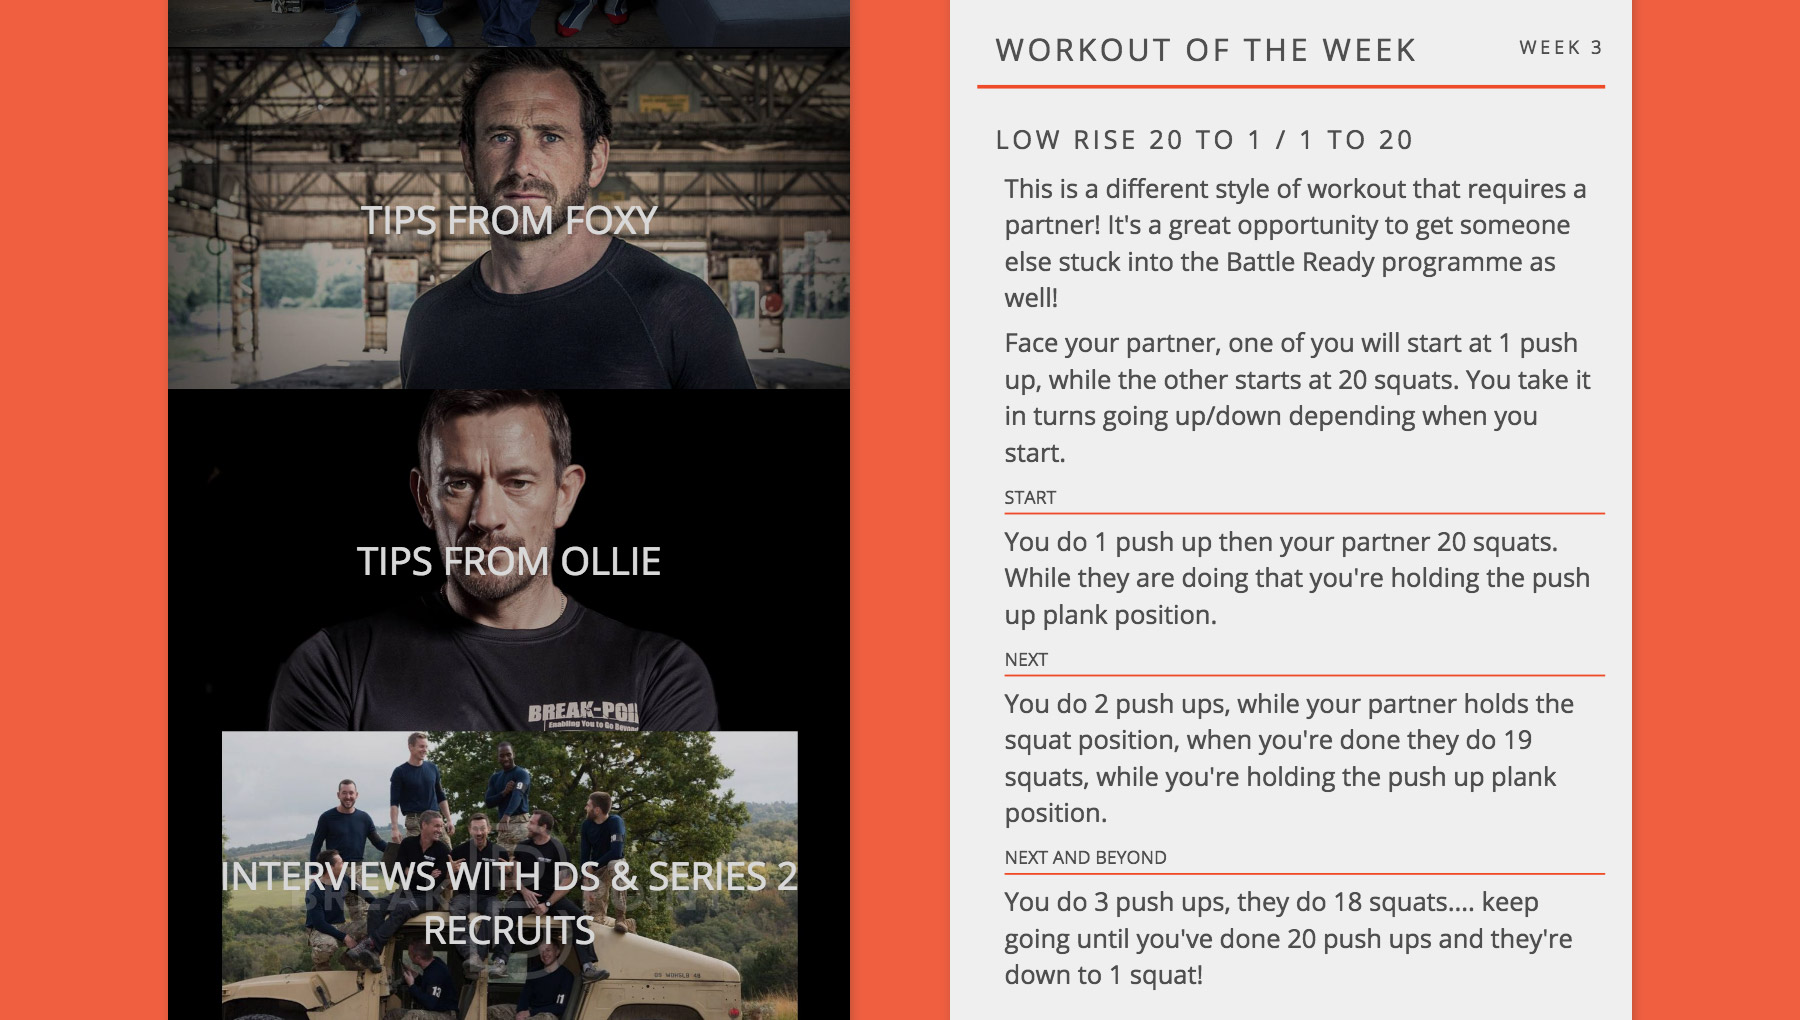 TIPS FROM FOXY
TIPS FROM OLLIE
BREAK-POI
Enabling You to Go Beyond
9
INTERVIEWS WITH DS & SERIES 2
RECRUITS
BREAK POINT
13
11
WORKOUT OF THE WEEK
WEEK 3
LOW RISE 20 TO 1 / 1 TO 20
This is a different style of workout that requires a
partner! It's a great opportunity to get someone
else stuck into the Battle Ready programme as
well!
Face your partner, one of you will start at 1 push
up, while the other starts at 20 squats. You take it
in turns going up/down depending when you
start.
START
You do 1 push up then your partner 20 squats.
While they are doing that you're holding the push
up plank position.
NEXT
You do 2 push ups, while your partner holds the
squat position, when you're done they do 19
squats, while you're holding the push up plank
position.
NEXT AND BEYOND
You do 3 push ups, they do 18 squats.... keep
going until you've done 20 push ups and they're
down to 1 squat!